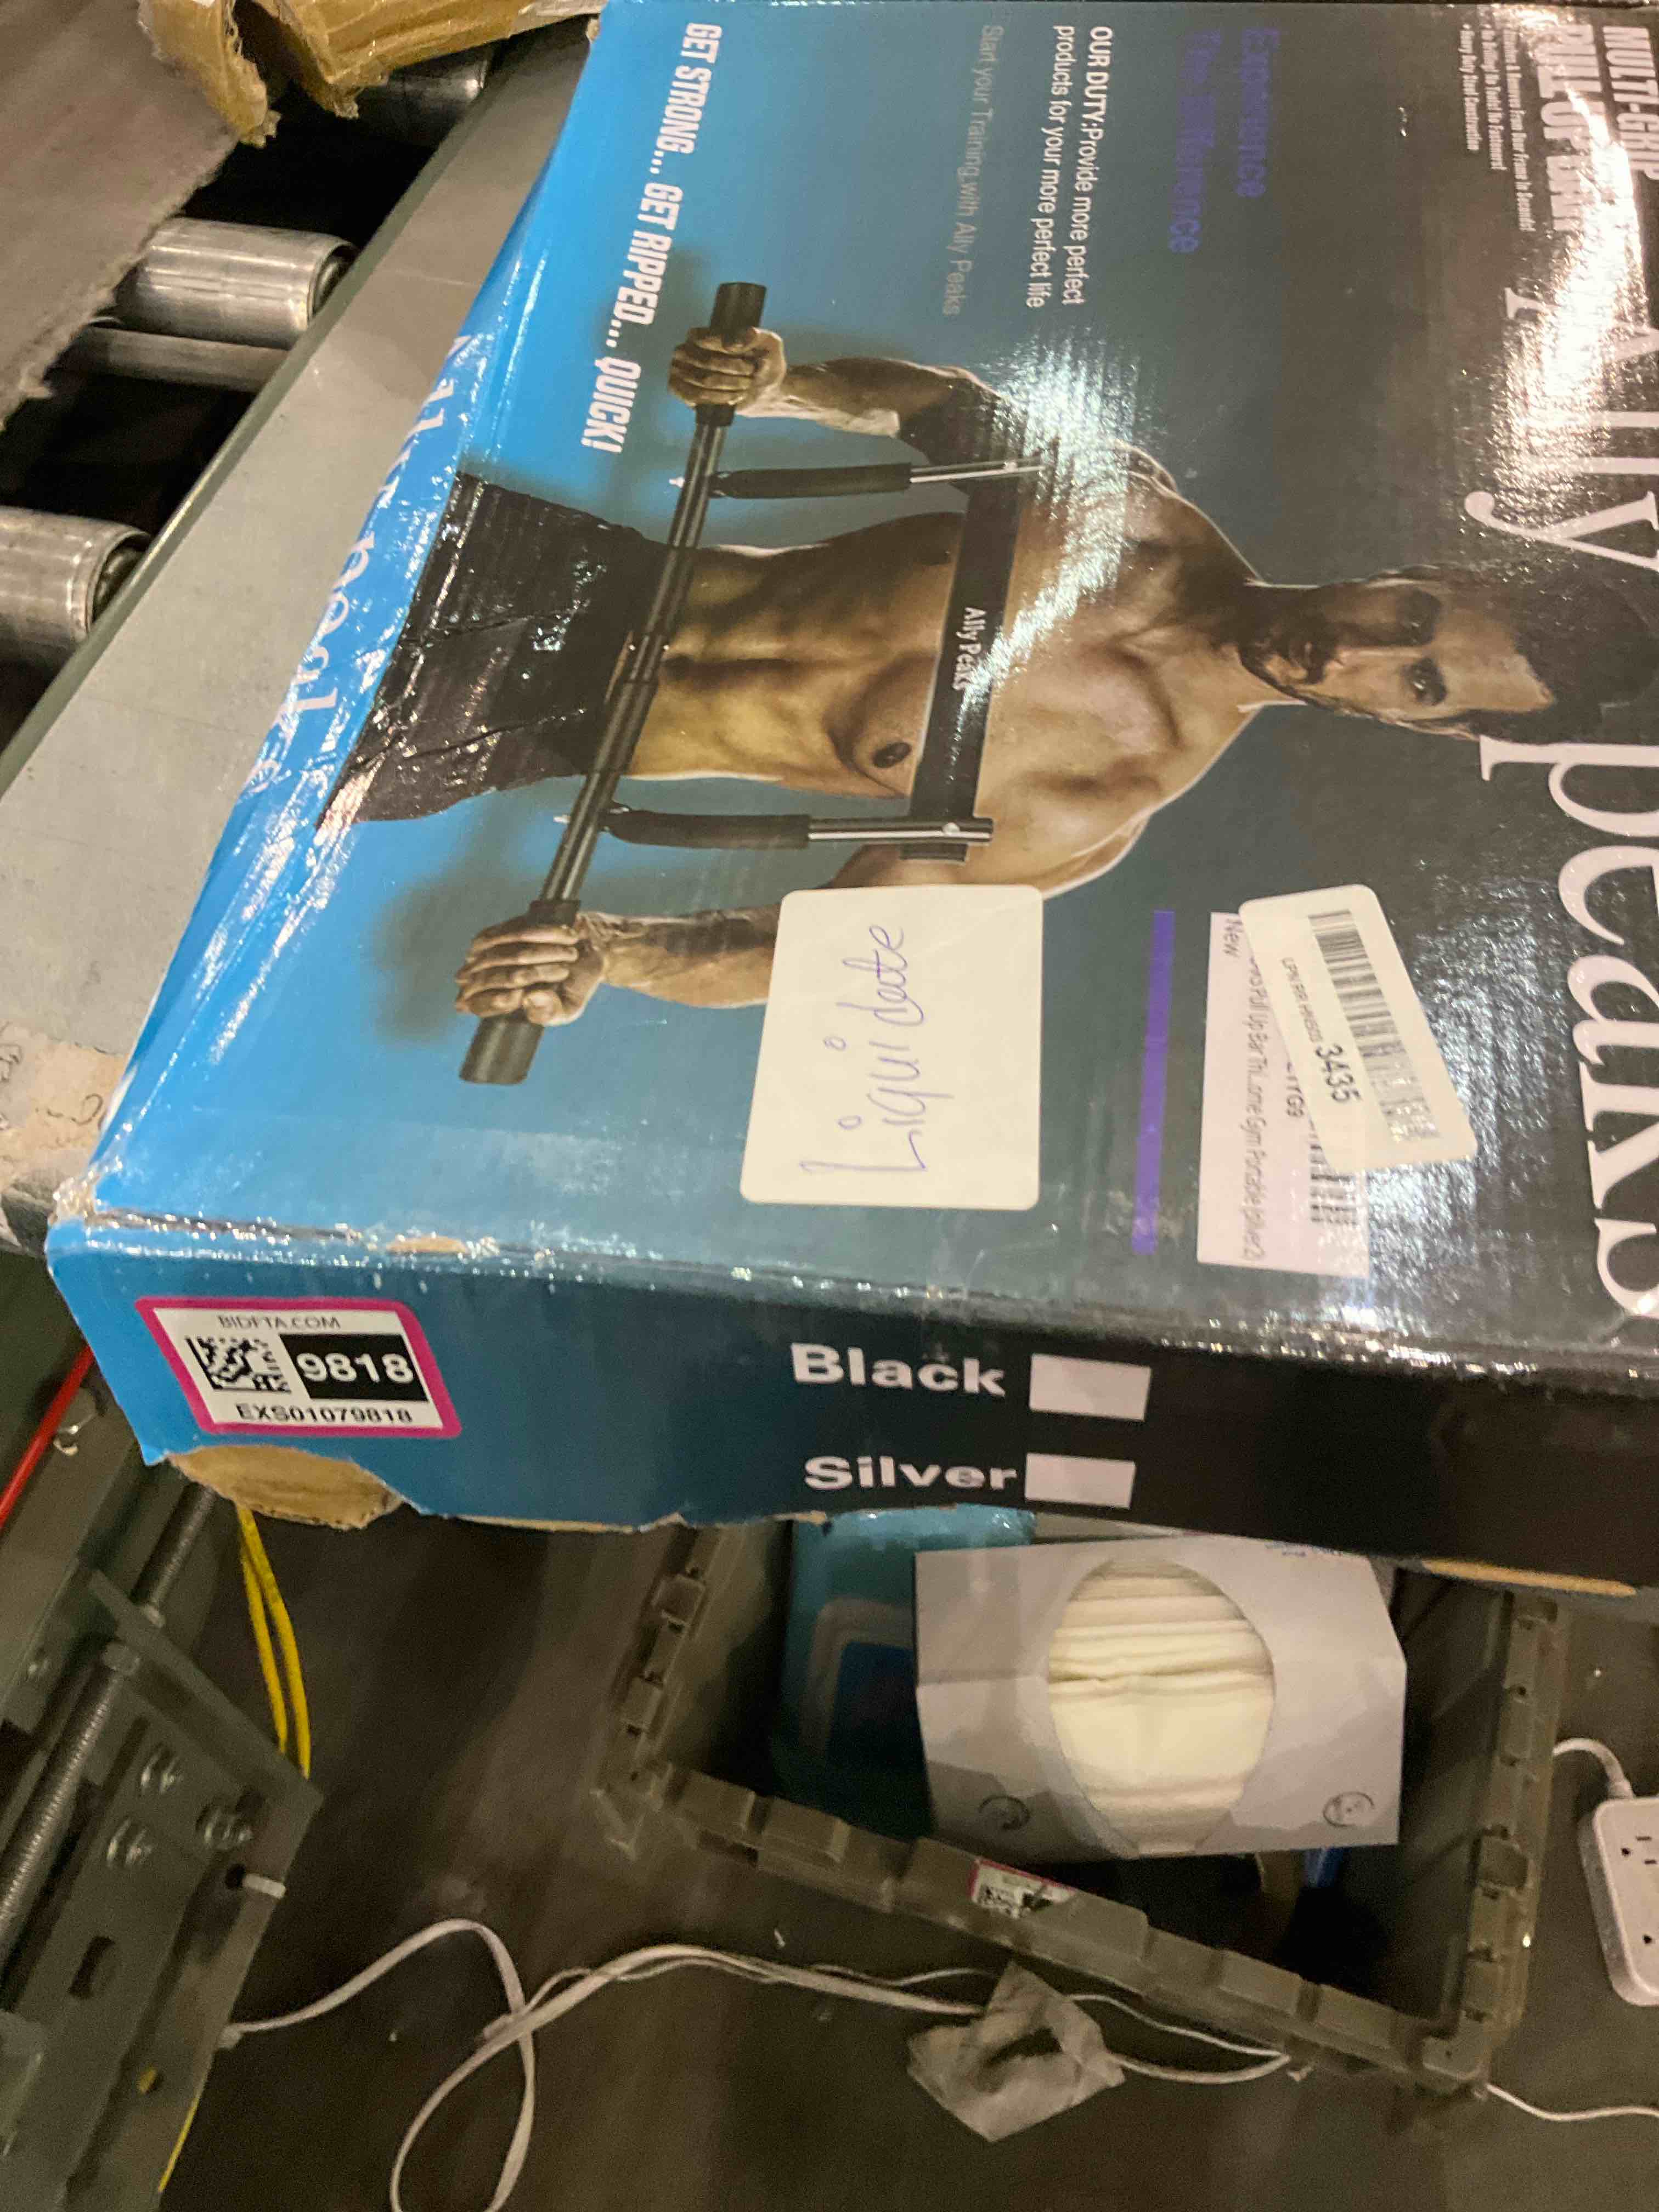 MULTI-GRIP
PULL-UP BAR
Ally peaks
Experience
The difference
OUR DUTY:Provide more perfect
products for your more perfect life
Start your Training,with Ally Peaks
GET STRONG... GET RIPPED... QUICK!
Ally Peaks
Ally peaks
Liquidate
3435
New
BIDFTA.COM
9818
EXS01079818
Black
Silver